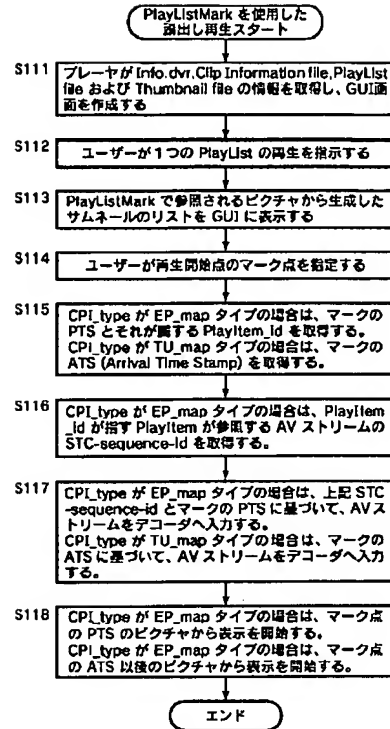 PlayListMark を使用した
頭出し再生スタート
S111
プレーヤが Info.dvr,Clip Information file,PlayList
file および Thumbnail file の情報を取得し、GUI画
面を作成する
S112
ユーザーが１つの PlayList の再生を指示する
S113
PlayListMark で参照されるピクチャから生成した
サムネールのリストを GUI に表示する
S114
ユーザーが再生開始点のマーク点を指定する
S115
CPI_type が EP_map タイプの場合は、マークの
PTS とそれが属する PlayItem_id を取得する。
CPI_type が TU_map タイプの場合は、マークの
ATS (Arrival Time Stamp) を取得する。
S116
CPI_type が EP_map タイプの場合は、PlayItem
_id が指す PlayItem が参照する AV ストリームの
STC-sequence-id を取得する。
S117
CPI_type が EP_map タイプの場合は、上記 STC
-sequence-id とマークの PTS に基づいて、AVス
トリームをデコーダへ入力する。
CPI_type が TU_map タイプの場合は、マークの
ATS に基づいて、AV ストリームをデコーダへ入力
する。
S118
CPI_type が EP_map タイプの場合は、マーク点
の PTS のピクチャから表示を開始する。
CPI_type が EP_map タイプの場合は、マーク点
の ATS 以後のピクチャから表示を開始する。
エンド